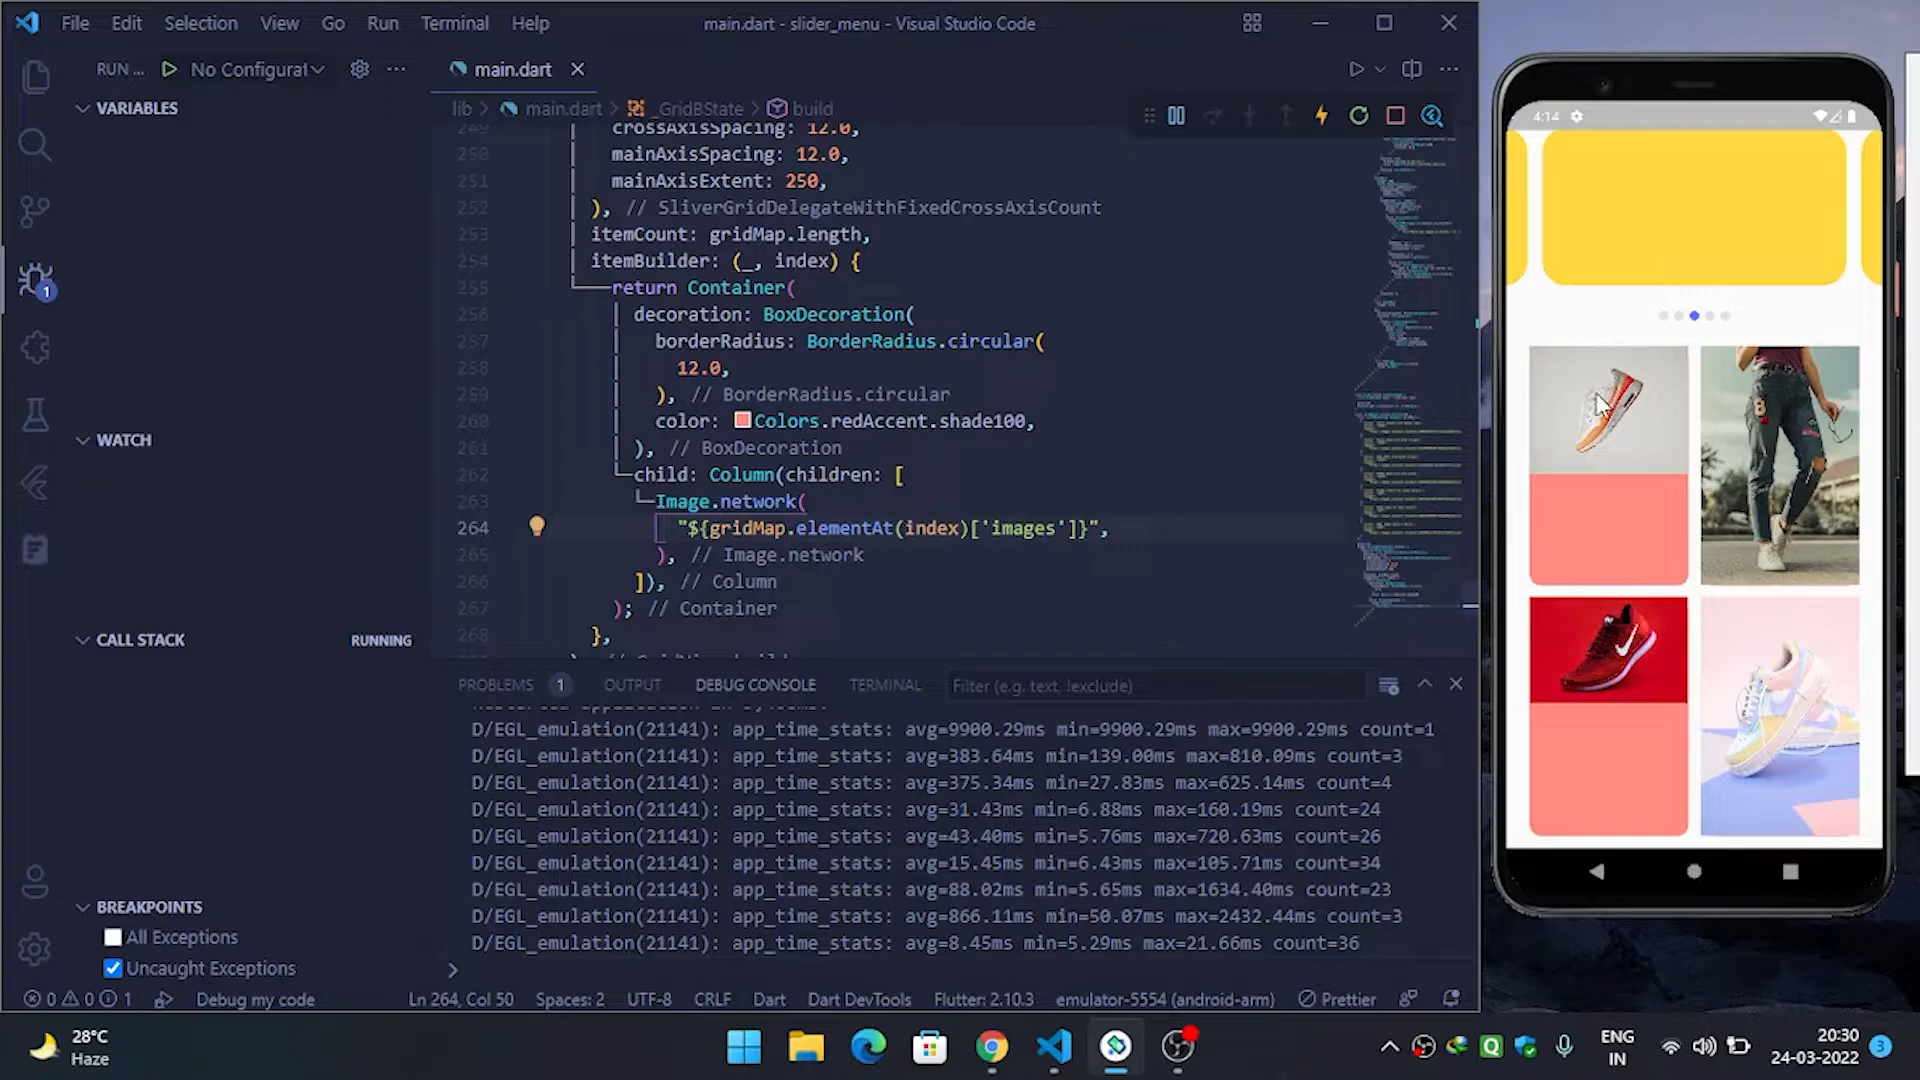 File Edit Selection View Go Run Terminal Help
main.dart - slider_menu - Visual Studio Code
RUN ... No Configurat
main.dart
VARIABLES
lib > main.dart > _GridBState > build
249 crossAxisSpacing: 12.0,
250 mainAxisSpacing: 12.0,
251 mainAxisExtent: 250,
252 ), // SliverGridDelegateWithFixedCrossAxisCount
253 itemCount: gridMap.length,
254 itemBuilder: (_, index) {
255 return Container(
256 decoration: BoxDecoration(
257 borderRadius: BorderRadius.circular(
258 12.0,
259 ), // BorderRadius.circular
260 color: Colors.redAccent.shade100,
261 ), // BoxDecoration
262 child: Column(children: [
263 Image.network(
264 "${gridMap.elementAt(index)['images']}",
265 ), // Image.network
266 ]), // Column
267 ); // Container
268 },
1
WATCH
CALL STACK RUNNING
PROBLEMS 1 OUTPUT DEBUG CONSOLE TERMINAL Filter (e.g. text, !exclude)
D/EGL_emulation(21141): app_time_stats: avg=9900.29ms min=9900.29ms max=9900.29ms count=1
D/EGL_emulation(21141): app_time_stats: avg=383.64ms min=139.00ms max=810.09ms count=3
D/EGL_emulation(21141): app_time_stats: avg=375.34ms min=27.83ms max=625.14ms count=4
D/EGL_emulation(21141): app_time_stats: avg=31.43ms min=6.88ms max=160.19ms count=24
D/EGL_emulation(21141): app_time_stats: avg=43.40ms min=5.76ms max=720.63ms count=26
D/EGL_emulation(21141): app_time_stats: avg=15.45ms min=6.43ms max=105.71ms count=34
D/EGL_emulation(21141): app_time_stats: avg=88.02ms min=5.65ms max=1634.40ms count=23
D/EGL_emulation(21141): app_time_stats: avg=866.11ms min=50.07ms max=2432.44ms count=3
D/EGL_emulation(21141): app_time_stats: avg=8.45ms min=5.29ms max=21.66ms count=36
BREAKPOINTS
All Exceptions
Uncaught Exceptions
0 0 1 Debug my code Ln 264, Col 50 Spaces: 2 UTF-8 CRLF Dart Dart DevTools Flutter: 2.10.3 emulator-5554 (android-arm) Prettier
4:14
28°C
Haze
ENG
IN
20:30
24-03-2022
3